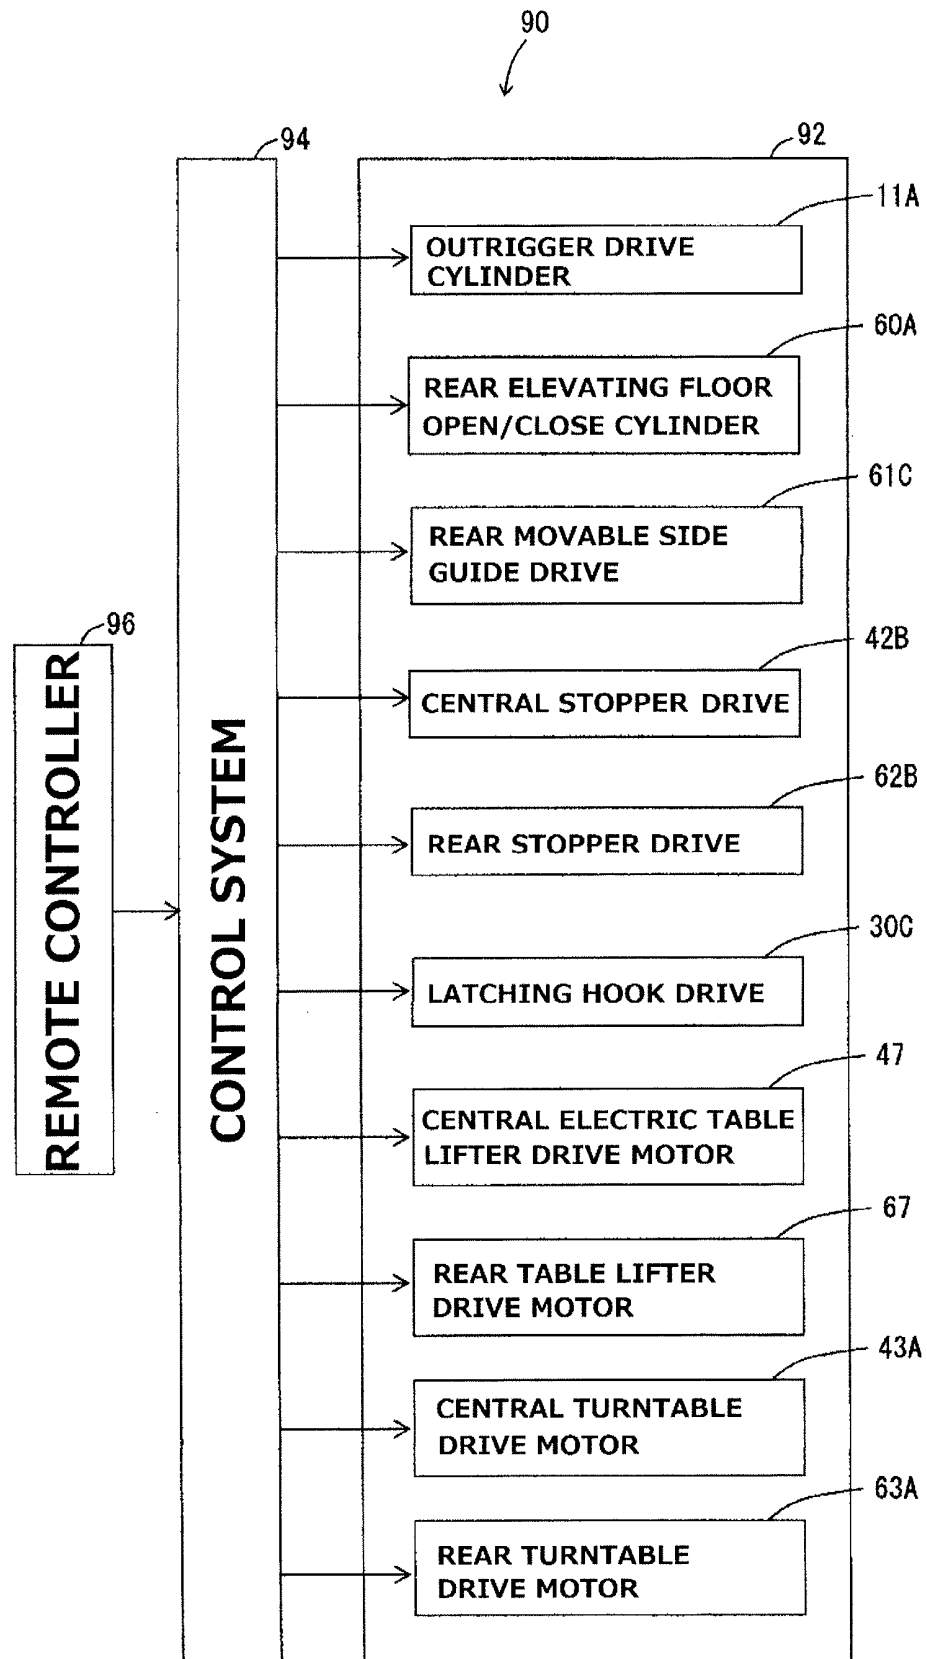 90
94
92
11A
OUTRIGGER DRIVE
CYLINDER
60A
REAR ELEVATING FLOOR
OPEN/CLOSE CYLINDER
61C
REAR MOVABLE SIDE
GUIDE DRIVE
96
REMOTE CONTROLLER
CONTROL SYSTEM
42B
CENTRAL STOPPER DRIVE
62B
REAR STOPPER DRIVE
30C
LATCHING HOOK DRIVE
47
CENTRAL ELECTRIC TABLE
LIFTER DRIVE MOTOR
67
REAR TABLE LIFTER
DRIVE MOTOR
43A
CENTRAL TURNTABLE
DRIVE MOTOR
63A
REAR TURNTABLE
DRIVE MOTOR